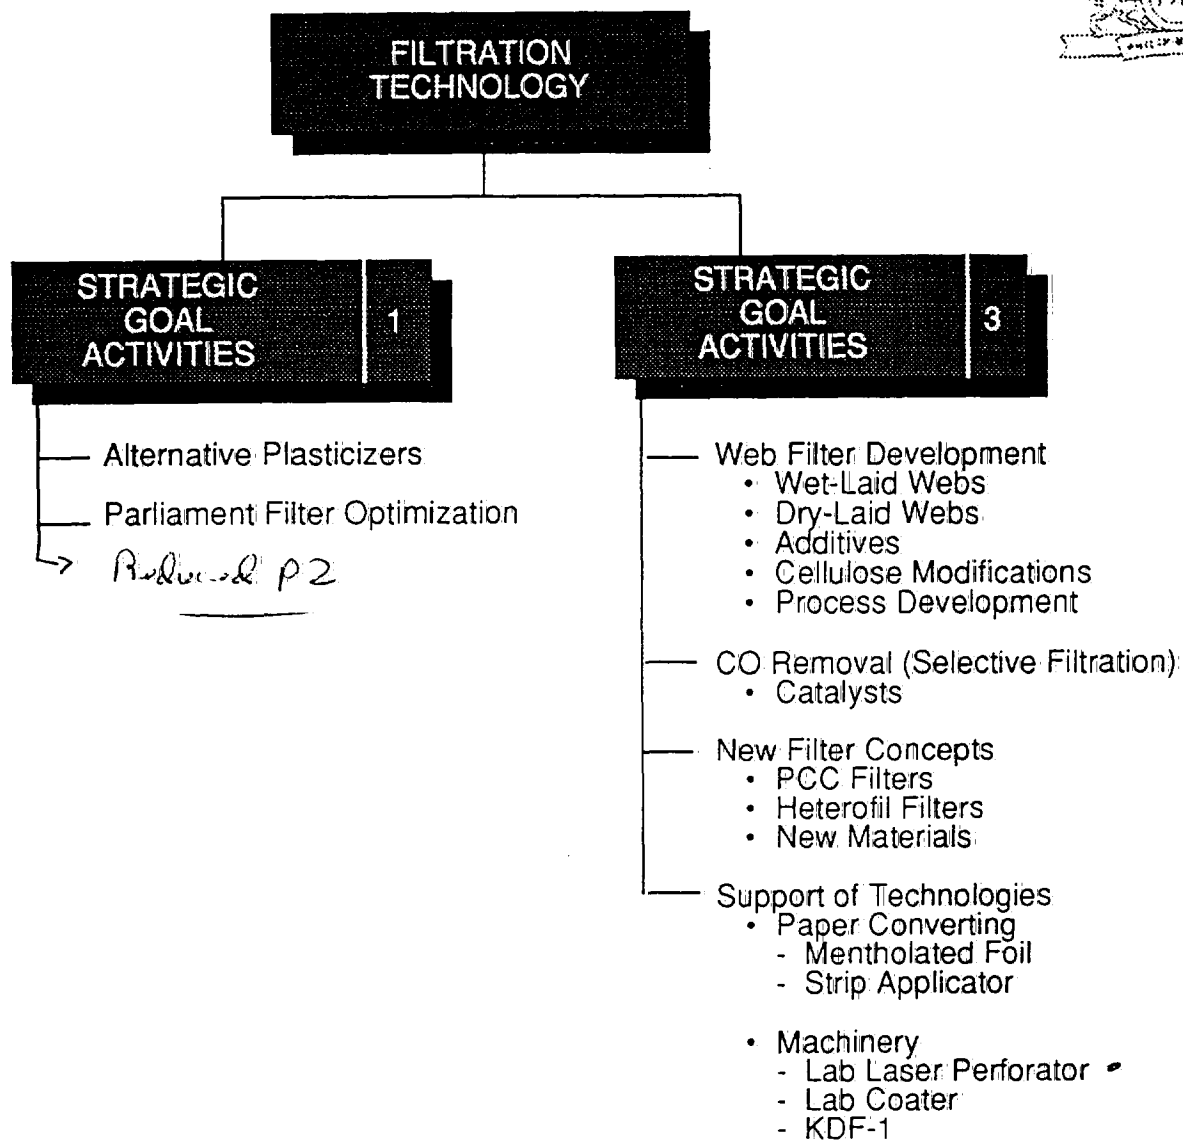 FILTRATION
TECHNOLOGY
STRATEGIC
GOAL
ACTIVITIES
1
Alternative Plasticizers
Parliament Filter Optimization
Reduced P2
STRATEGIC
GOAL
ACTIVITIES
3
Web Filter Development
• Wet-Laid Webs
• Dry-Laid Webs
• Additives
• Cellulose Modifications
• Process Development
CO Removal (Selective Filtration)
• Catalysts
New Filter Concepts
• PCC Filters
• Heterofil Filters
• New Materials
Support of Technologies
• Paper Converting
- Mentholated Foil
- Strip Applicator
• Machinery
- Lab Laser Perforator
- Lab Coater
- KDF-1